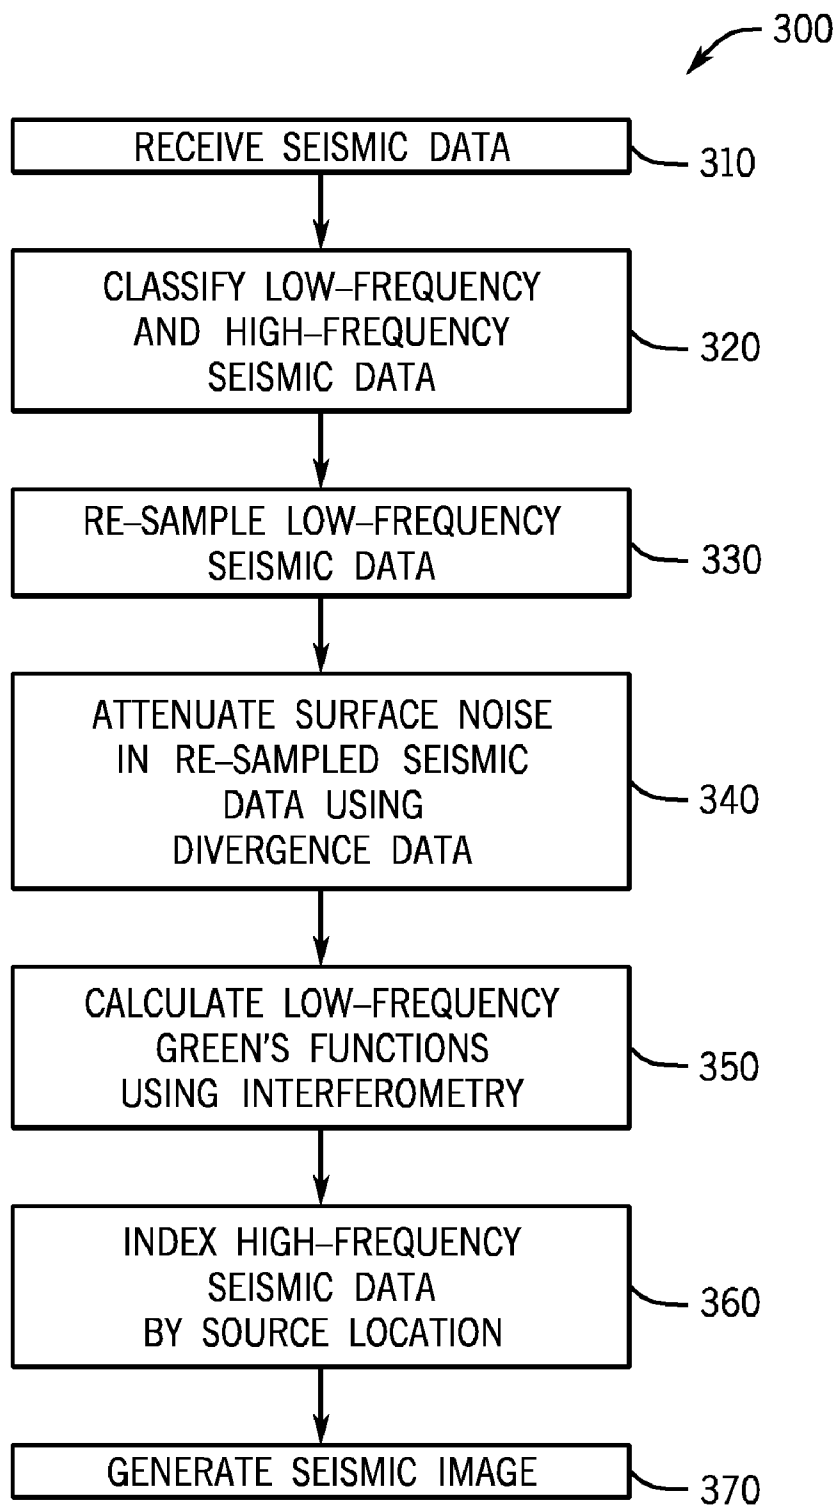 300
RECEIVE SEISMIC DATA
310
CLASSIFY LOW–FREQUENCY
AND HIGH–FREQUENCY
SEISMIC DATA
320
RE–SAMPLE LOW–FREQUENCY
SEISMIC DATA
330
ATTENUATE SURFACE NOISE
IN RE–SAMPLED SEISMIC
DATA USING
DIVERGENCE DATA
340
CALCULATE LOW–FREQUENCY
GREEN'S FUNCTIONS
USING INTERFEROMETRY
350
INDEX HIGH–FREQUENCY
SEISMIC DATA
BY SOURCE LOCATION
360
GENERATE SEISMIC IMAGE
370